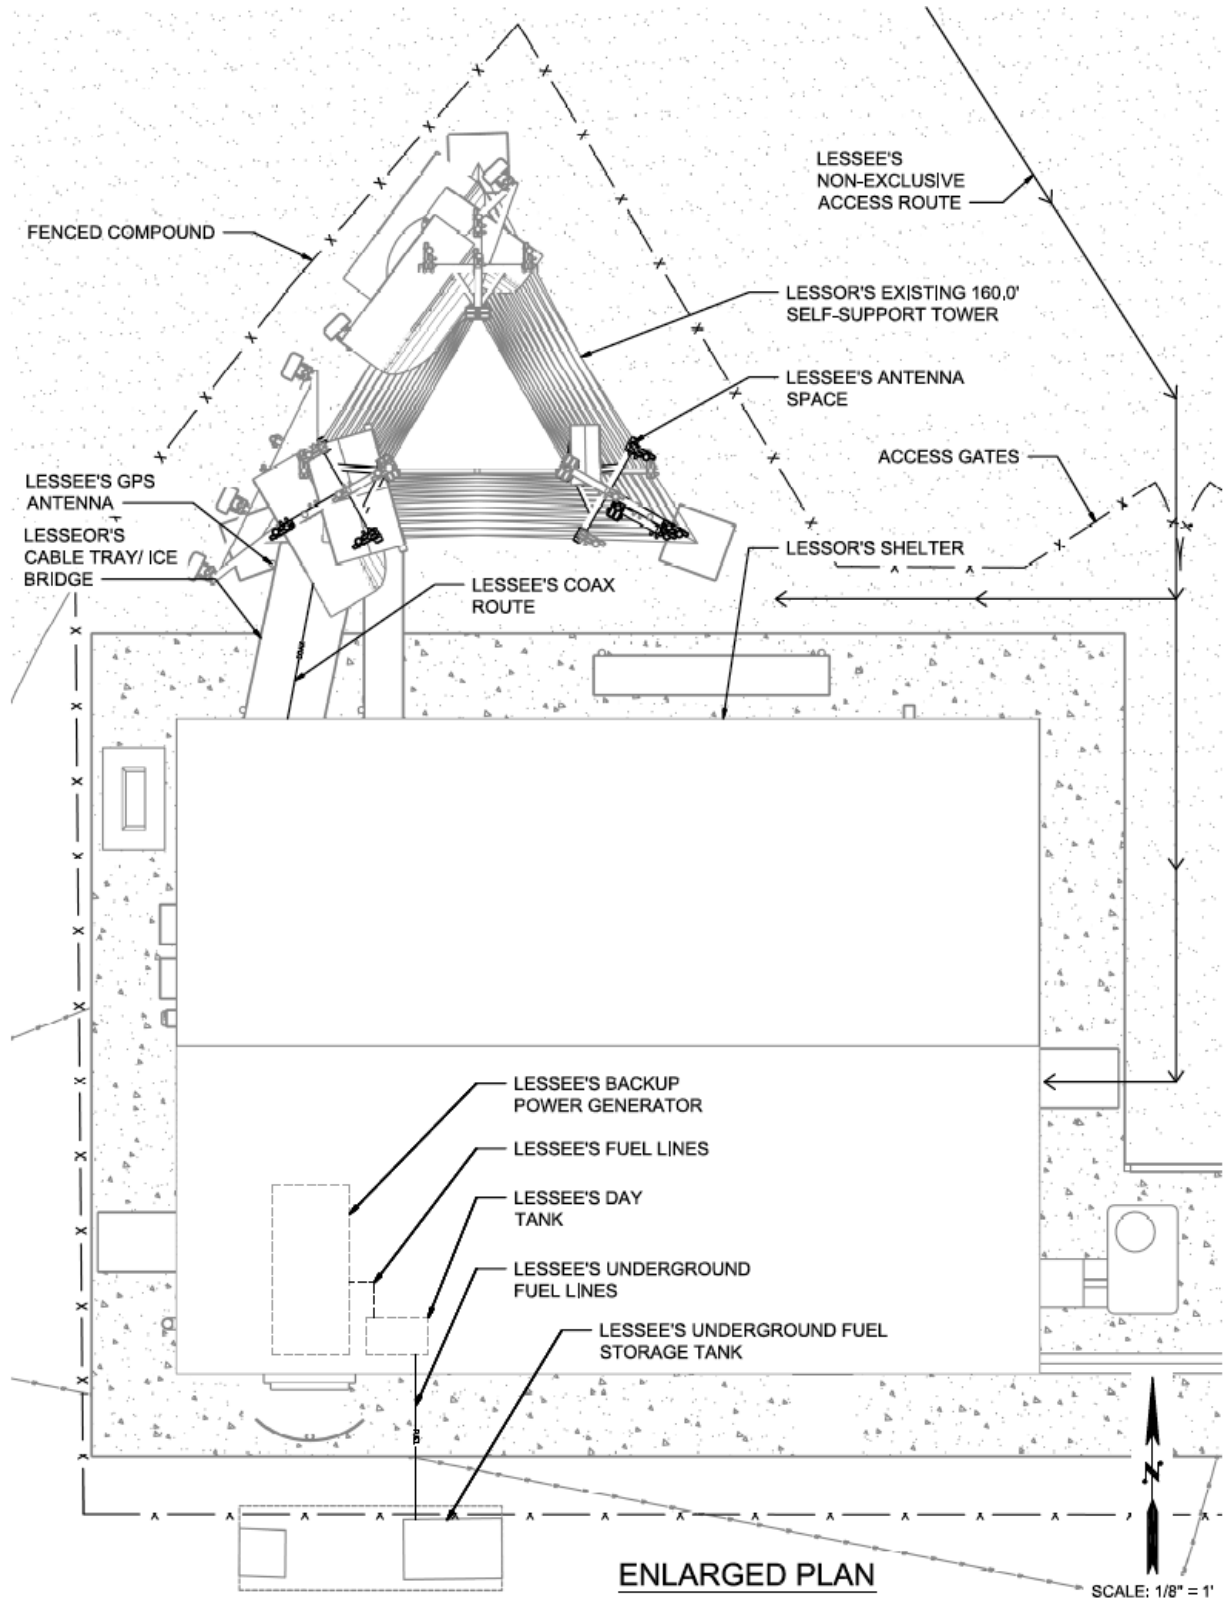 LESSEE'S
NON-EXCLUSIVE
ACCESS ROUTE
FENCED COMPOUND
LESSOR'S EXISTING 160.0'
SELF-SUPPORT TOWER
LESSEE'S ANTENNA
SPACE
ACCESS GATES
LESSEE'S GPS
ANTENNA
LESSEOR'S
CABLE TRAY/ ICE
BRIDGE
LESSOR'S SHELTER
LESSEE'S COAX
ROUTE
COAX
LESSEE'S BACKUP
POWER GENERATOR
LESSEE'S FUEL LINES
LESSEE'S DAY
TANK
LESSEE'S UNDERGROUND
FUEL LINES
LESSEE'S UNDERGROUND FUEL
STORAGE TANK
FUEL
N
ENLARGED PLAN
SCALE: 1/8" = 1'